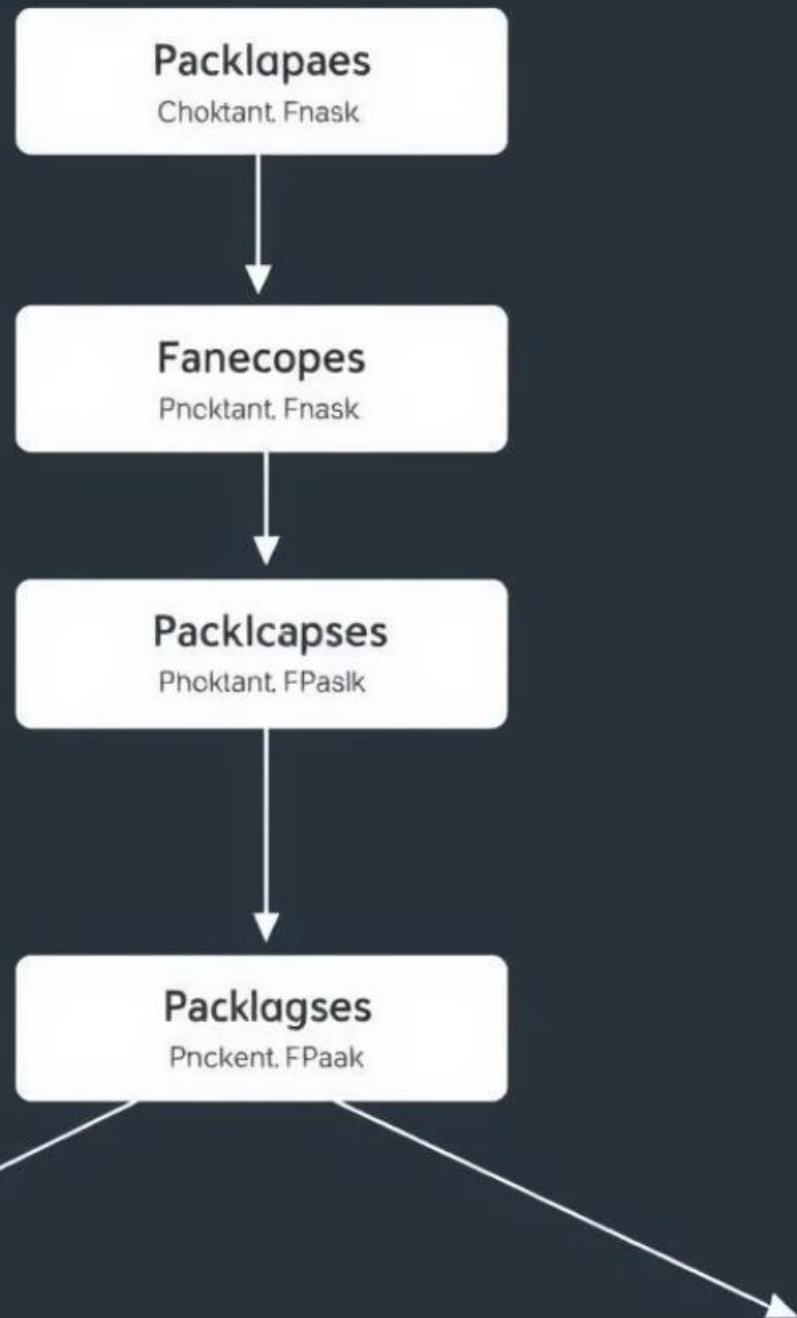 Packlapaes
Choktant. Fnask
Fanecopes
Pncktant. Fnask
Packlcapses
Phoktant. FPaslk
Packlagses
Pnckent. FPaak